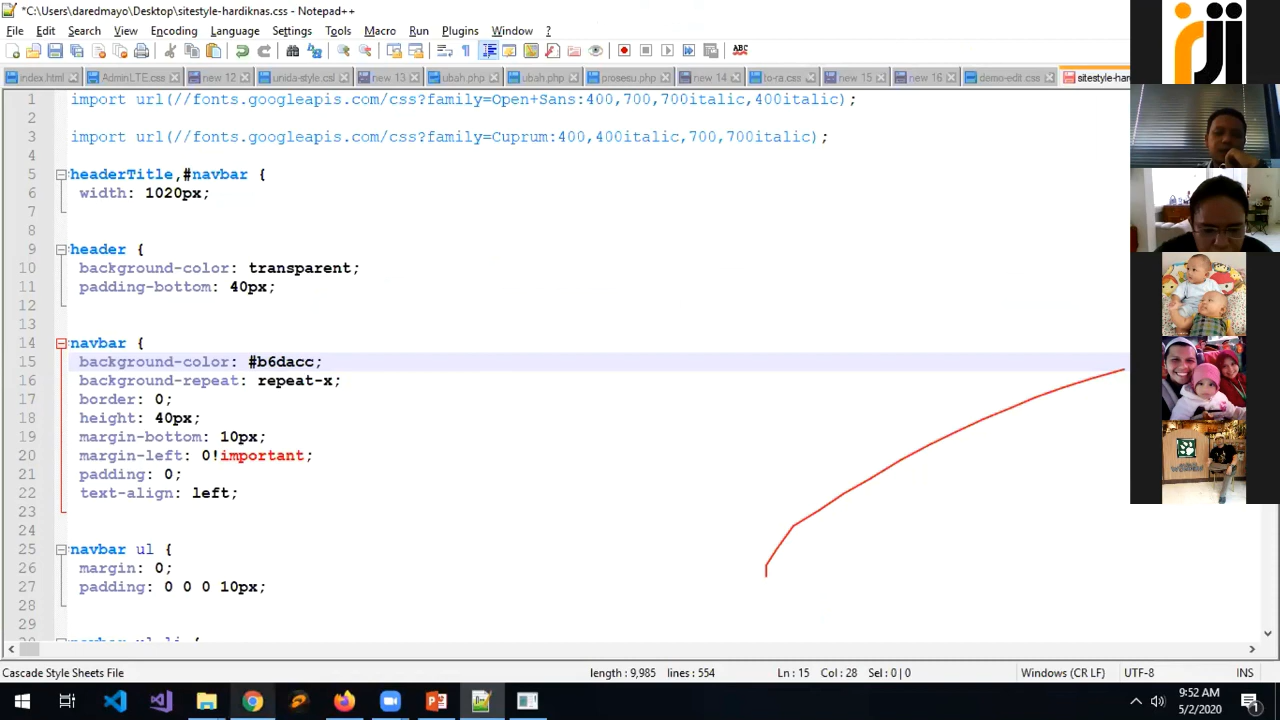 *C:\Users\daredmayo\Desktop\sitestyle-hardiknas.css - Notepad++
File Edit Search View Encoding Language Settings Tools Macro Run Plugins Window ?
index.html AdminLTE.css new 12 unida-style.css new 13 ubah.php ubah.php prosesu.php new 14 to-ra.css new 15 new 16 demo-edit.css sitestyle-hard
1 import url(//fonts.googleapis.com/css?family=Open+Sans:400,700,700italic,400italic);
2
3 import url(//fonts.googleapis.com/css?family=Cuprum:400,400italic,700,700italic);
4
5 headerTitle,#navbar {
6 width: 1020px;
7
8
9 header {
10 background-color: transparent;
11 padding-bottom: 40px;
12
13
14 navbar {
15 background-color: #b6dacc;
16 background-repeat: repeat-x;
17 border: 0;
18 height: 40px;
19 margin-bottom: 10px;
20 margin-left: 0!important;
21 padding: 0;
22 text-align: left;
23
24
25 navbar ul {
26 margin: 0;
27 padding: 0 0 0 10px;
28
29
navbar ul li {
Cascade Style Sheets File length : 9,985 lines : 554 Ln : 15 Col : 28 Sel : 0 | 0 Windows (CR LF) UTF-8 INS
9:52 AM
5/2/2020